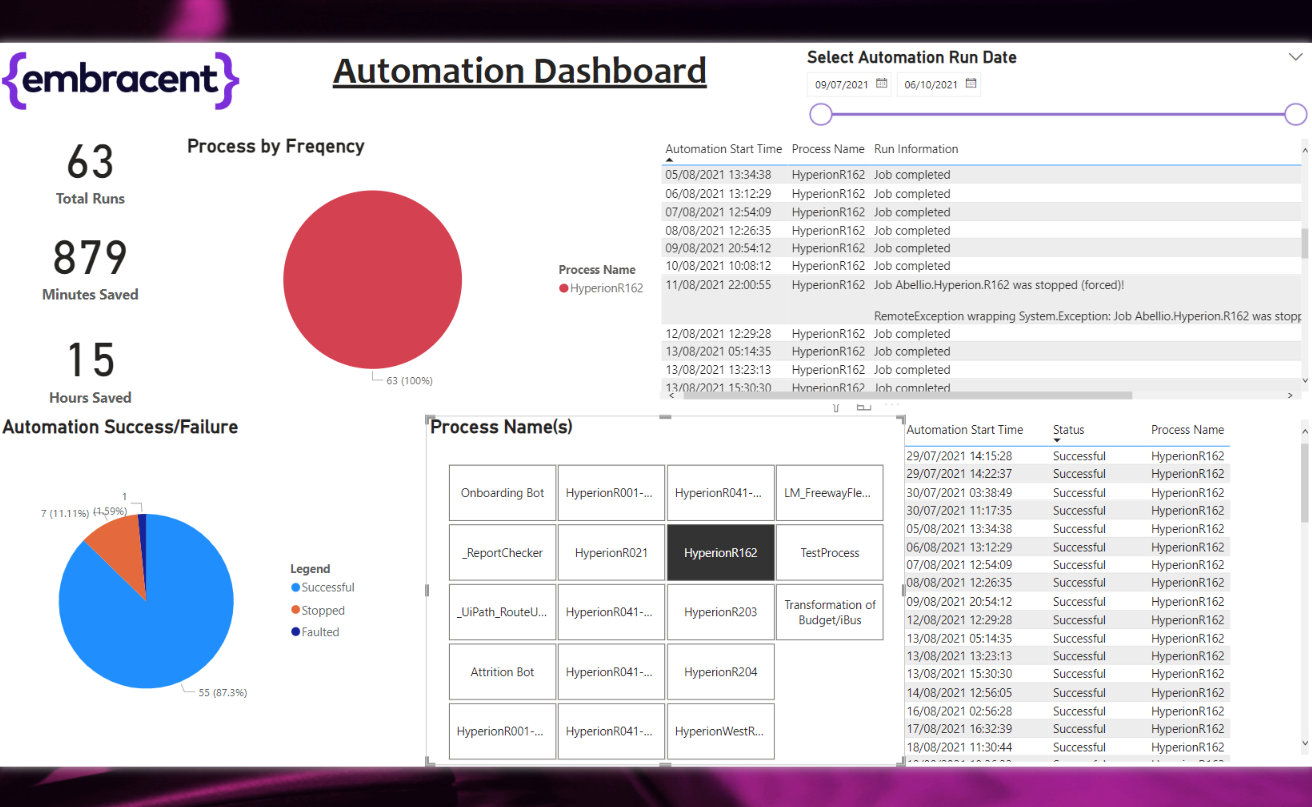 {embracent}
Automation Dashboard
Select Automation Run Date
09/07/2021 06/10/2021
63
Total Runs
879
Minutes Saved
15
Hours Saved
Process by Freqency
Process Name
HyperionR162
63 (100%)
Automation Start Time Process Name Run Information
05/08/2021 13:34:38 HyperionR162 Job completed
06/08/2021 13:12:29 HyperionR162 Job completed
07/08/2021 12:54:09 HyperionR162 Job completed
08/08/2021 12:26:35 HyperionR162 Job completed
09/08/2021 20:54:12 HyperionR162 Job completed
10/08/2021 10:08:12 HyperionR162 Job completed
11/08/2021 22:00:55 HyperionR162 Job Abellio.Hyperion.R162 was stopped (forced)!
RemoteException wrapping System.Exception: Job Abellio.Hyperion.R162 was stopp
12/08/2021 12:29:28 HyperionR162 Job completed
13/08/2021 05:14:35 HyperionR162 Job completed
13/08/2021 13:23:13 HyperionR162 Job completed
13/08/2021 15:30:30 HyperionR162 Job completed
Automation Success/Failure
1
(1.59%)
7 (11.11%)
55 (87.3%)
Legend
Successful
Stopped
Faulted
Process Name(s)
Onboarding Bot HyperionR001-... HyperionR041-... LM_FreewayFle...
_ReportChecker HyperionR021 HyperionR162 TestProcess
_UiPath_RouteU... HyperionR041-... HyperionR203 Transformation of
Budget/iBus
Attrition Bot HyperionR041-... HyperionR204
HyperionR001-... HyperionR041-... HyperionWestR...
Automation Start Time Status Process Name
29/07/2021 14:15:28 Successful HyperionR162
29/07/2021 14:22:37 Successful HyperionR162
30/07/2021 03:38:49 Successful HyperionR162
30/07/2021 11:17:35 Successful HyperionR162
05/08/2021 13:34:38 Successful HyperionR162
06/08/2021 13:12:29 Successful HyperionR162
07/08/2021 12:54:09 Successful HyperionR162
08/08/2021 12:26:35 Successful HyperionR162
09/08/2021 20:54:12 Successful HyperionR162
12/08/2021 12:29:28 Successful HyperionR162
13/08/2021 05:14:35 Successful HyperionR162
13/08/2021 13:23:13 Successful HyperionR162
13/08/2021 15:30:30 Successful HyperionR162
14/08/2021 12:56:05 Successful HyperionR162
16/08/2021 02:56:28 Successful HyperionR162
17/08/2021 16:32:39 Successful HyperionR162
18/08/2021 11:30:44 Successful HyperionR162